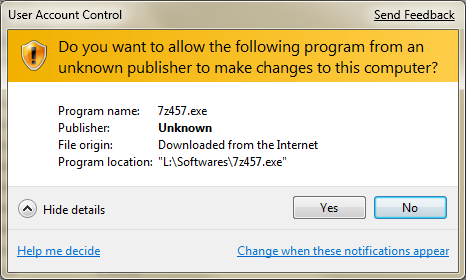 User Account Control
Send Feedback
Do you want to allow the following program from an
unknown publisher to make changes to this computer?
Program name: 7z457.exe
Publisher: Unknown
File origin: Downloaded from the Internet
Program location: "L:\Softwares\7z457.exe"
Hide details
Yes
No
Help me decide
Change when these notifications appear